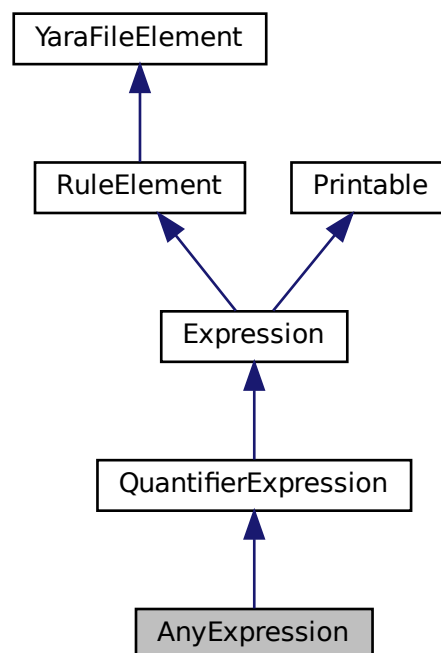 YaraFileElement
RuleElement
Printable
Expression
QuantifierExpression
AnyExpression